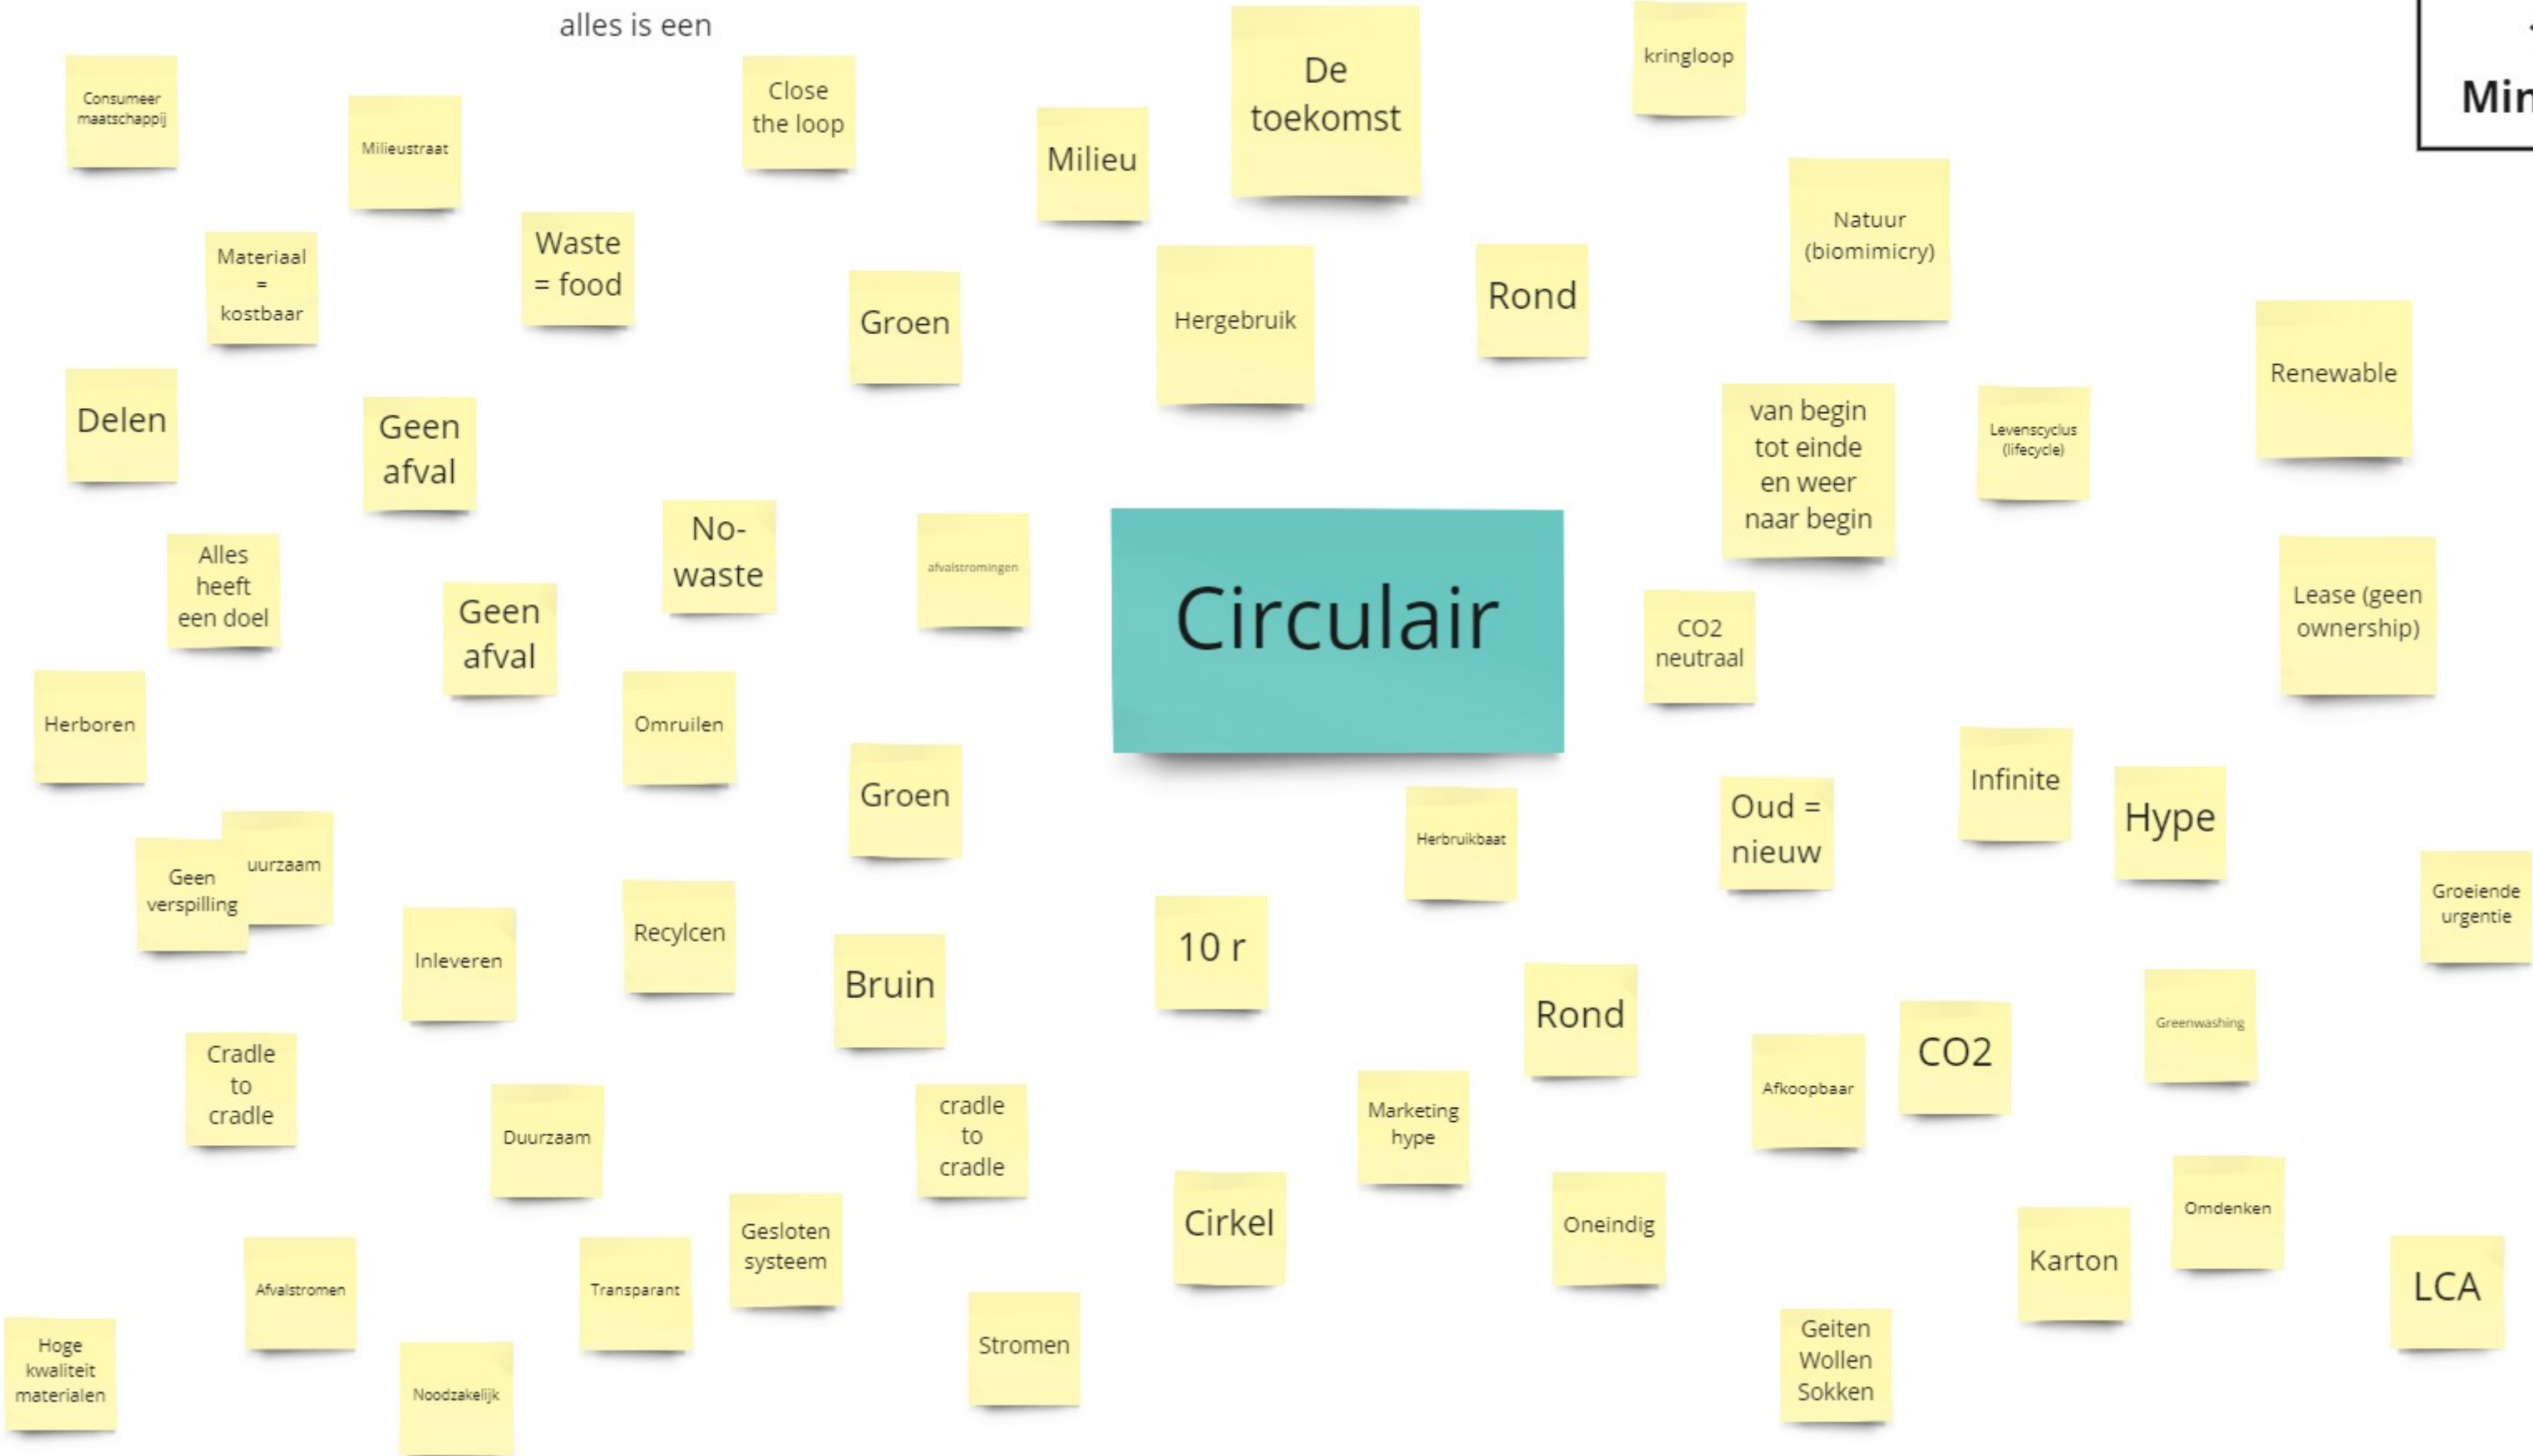 alles is een
Consumeer
maatschappij
Milieustraat
Close
the loop
Milieu
De
toekomst
kringloop
Min
Materiaal
=
kostbaar
Waste
= food
Groen
Hergebruik
Rond
Natuur
(biomimicry)
Renewable
Delen
Geen
afval
van begin
tot einde
en weer
naar begin
Levenscyclus
(lifecycle)
Alles
heeft
een doel
Geen
afval
No-
waste
afvalstromingen
Circulair
CO2
neutraal
Lease (geen
ownership)
Herboren
Omruilen
Groen
Herbruikbaat
Oud =
nieuw
Infinite
Hype
Groeiende
urgentie
Geen
verspilling
uurzaam
Inleveren
Recylcen
Bruin
10 r
Rond
CO2
Greenwashing
Afkoopbaar
Cradle
to
cradle
Duurzaam
cradle
to
cradle
Marketing
hype
Gesloten
systeem
Cirkel
Oneindig
Omdenken
Karton
LCA
Afvalstromen
Transparant
Stromen
Geiten
Wollen
Sokken
Hoge
kwaliteit
materialen
Noodzakelijk